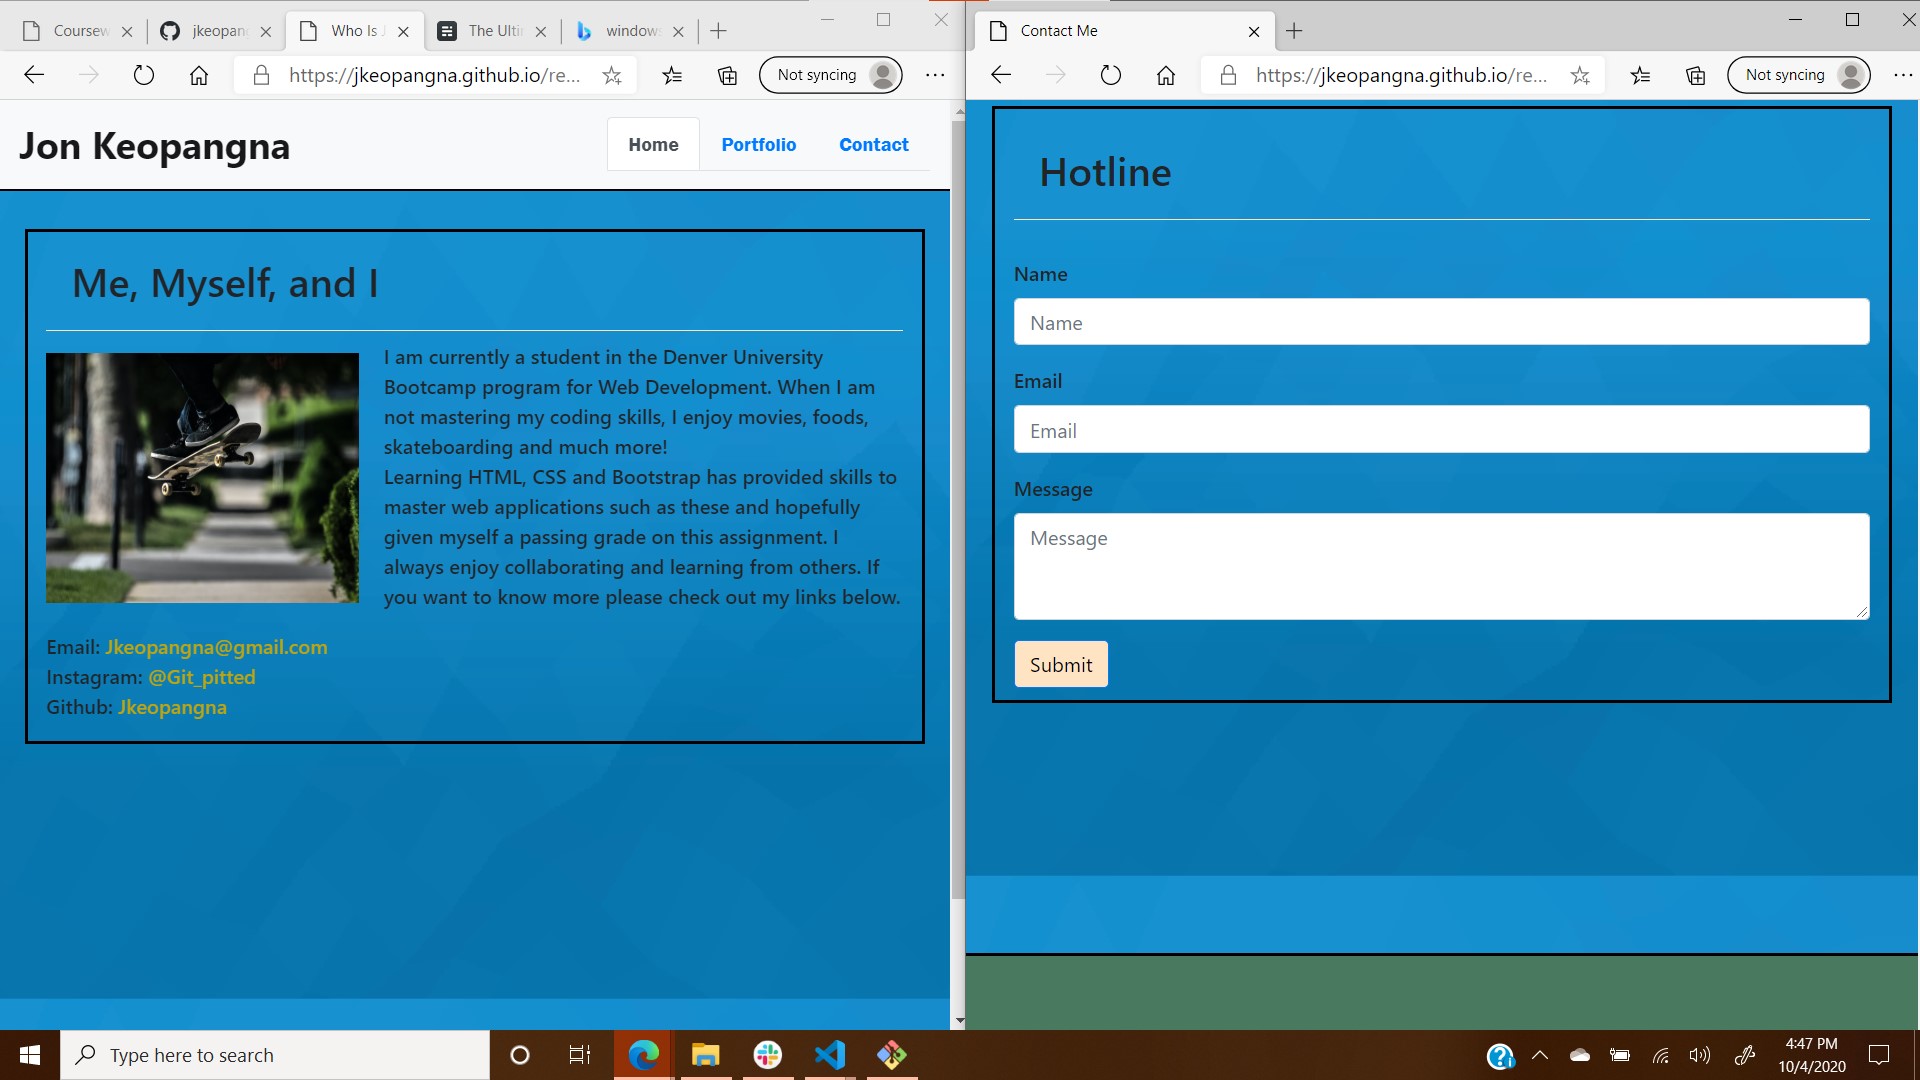 Coursew
jkeopan
Who Is J
The Ulti
windows
https://jkeopangna.github.io/re...
Not syncing
Jon Keopangna
Home
Portfolio
Contact
Me, Myself, and I
I am currently a student in the Denver University
Bootcamp program for Web Development. When I am
not mastering my coding skills, I enjoy movies, foods,
skateboarding and much more!
Learning HTML, CSS and Bootstrap has provided skills to
master web applications such as these and hopefully
given myself a passing grade on this assignment. I
always enjoy collaborating and learning from others. If
you want to know more please check out my links below.
Email: Jkeopangna@gmail.com
Instagram: @Git_pitted
Github: Jkeopangna
Contact Me
https://jkeopangna.github.io/re...
Not syncing
Hotline
Name
Name
Email
Email
Message
Message
Submit
Type here to search
4:47 PM
10/4/2020